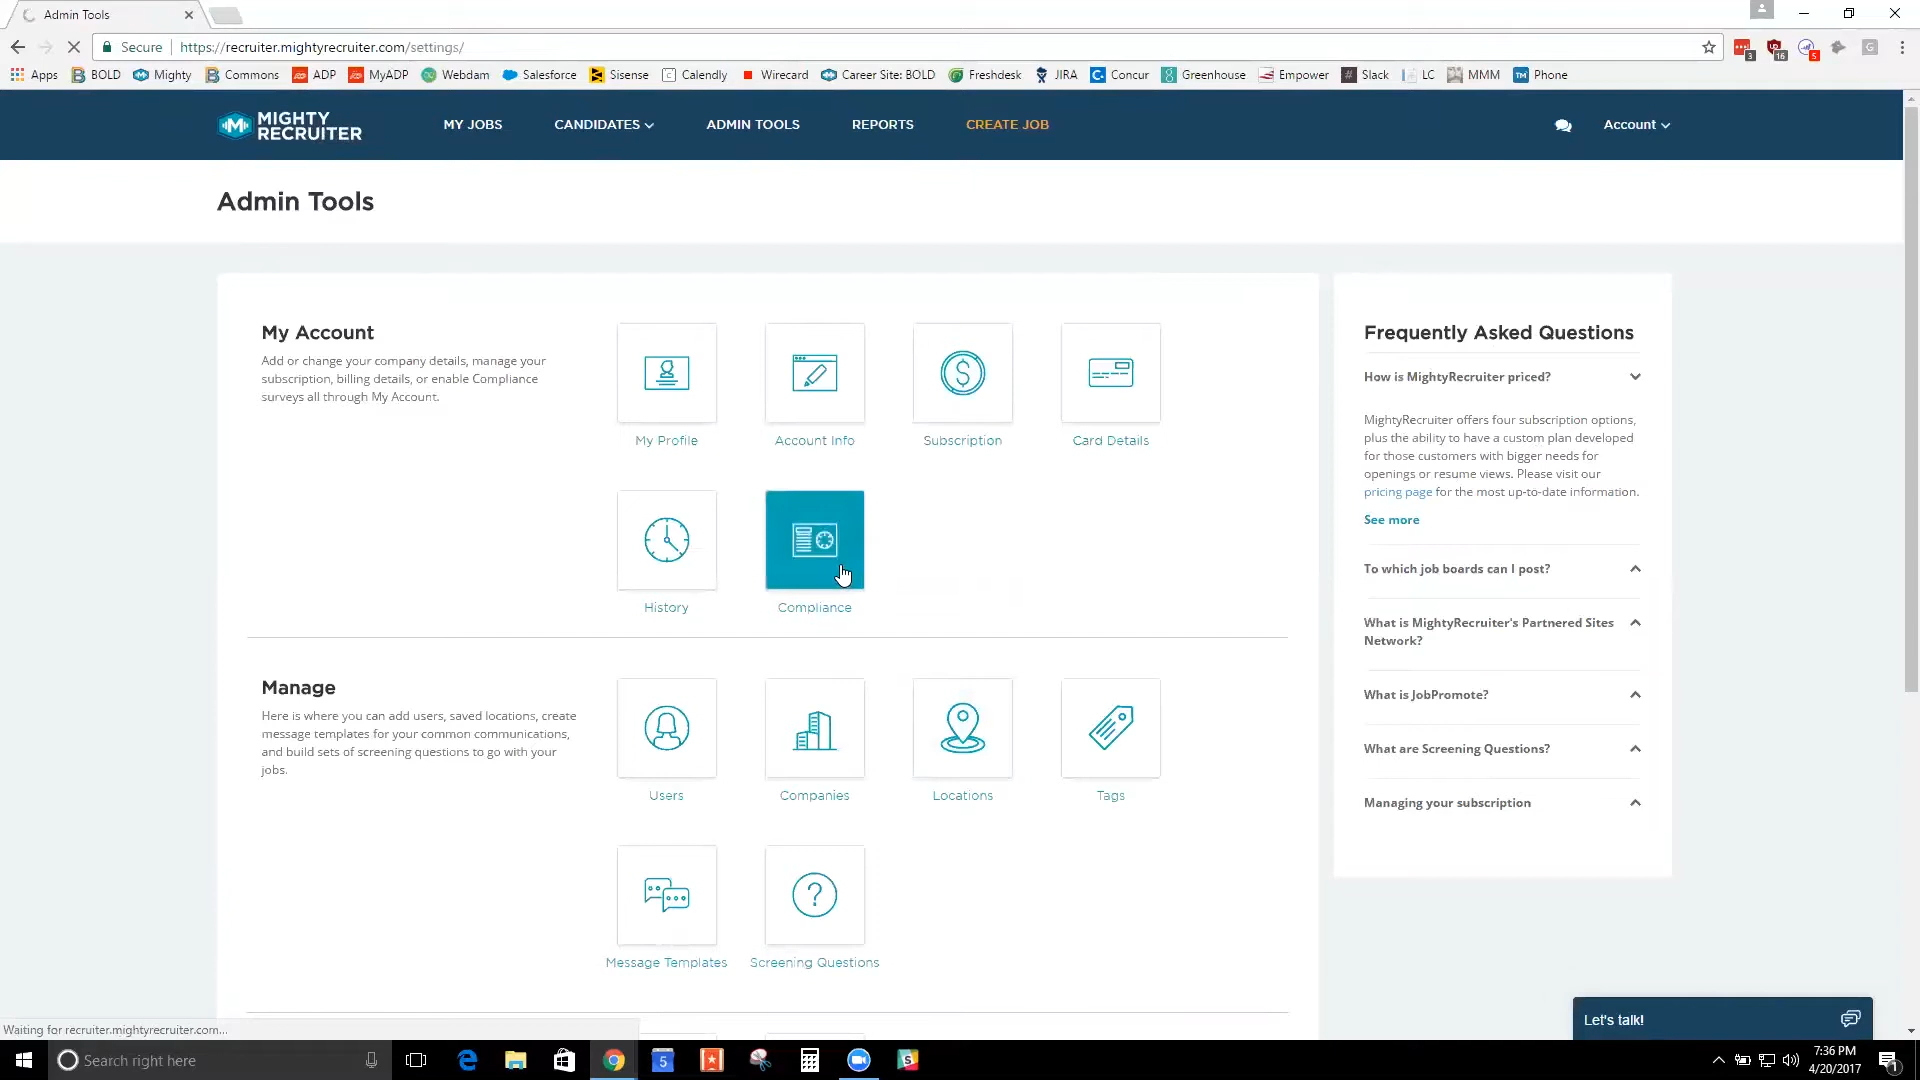 Admin Tools
Secure https://recruiter.mightyrecruiter.com/settings/
3 16 5 G
Apps BOLD Mighty Commons ADP MyADP Webdam Salesforce Sisense Calendly Wirecard Career Site: BOLD Freshdesk JIRA Concur Greenhouse Empower Slack LC MMM Phone
MIGHTY
RECRUITER
MY JOBS CANDIDATES ADMIN TOOLS REPORTS CREATE JOB Account
Admin Tools
My Account
Add or change your company details, manage your
subscription, billing details, or enable Compliance
surveys all through My Account.
My Profile Account Info Subscription Card Details
History Compliance
Manage
Here is where you can add users, saved locations, create
message templates for your common communications,
and build sets of screening questions to go with your
jobs.
Users Companies Locations Tags
Message Templates Screening Questions
Frequently Asked Questions
How is MightyRecruiter priced?
MightyRecruiter offers four subscription options,
plus the ability to have a custom plan developed
for those customers with bigger needs for
openings or resume views. Please visit our
pricing page for the most up-to-date information.
See more
To which job boards can I post?
What is MightyRecruiter's Partnered Sites
Network?
What is JobPromote?
What are Screening Questions?
Managing your subscription
Let's talk!
Waiting for recruiter.mightyrecruiter.com...
Search right here
5
7:36 PM
4/20/2017
1